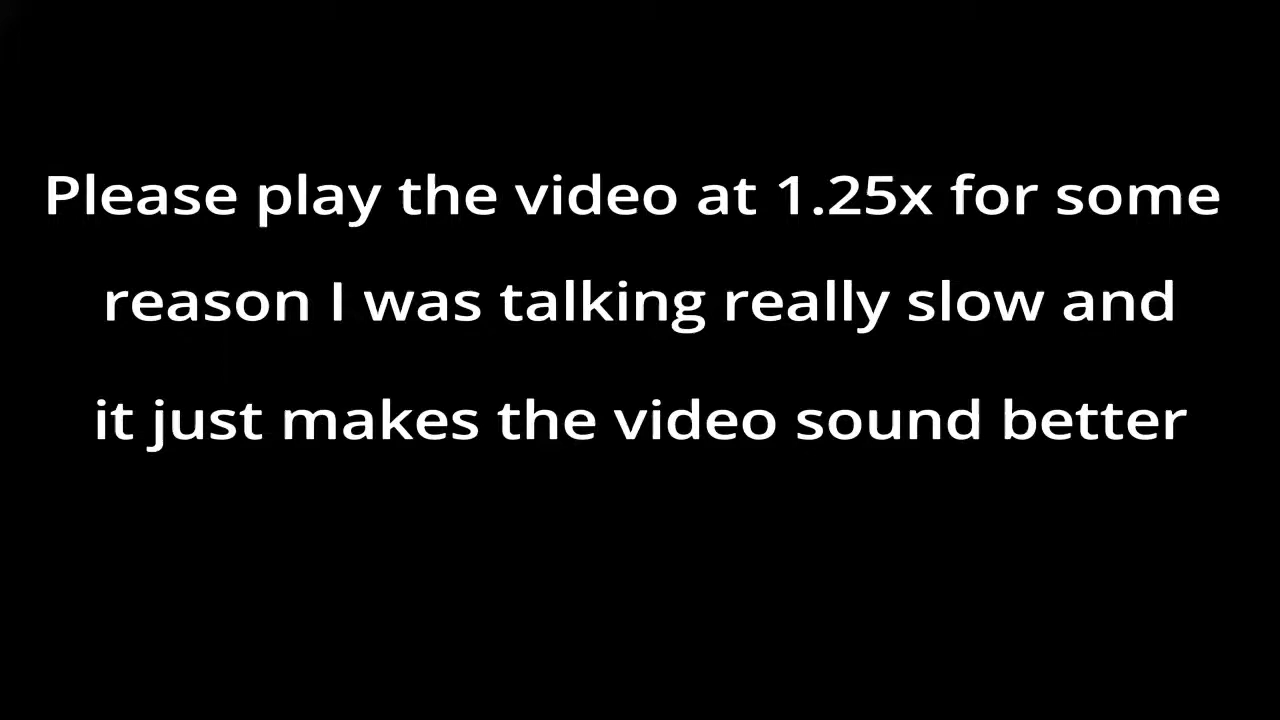 Please play the video at 1.25x for some
reason I was talking really slow and
it just makes the video sound better